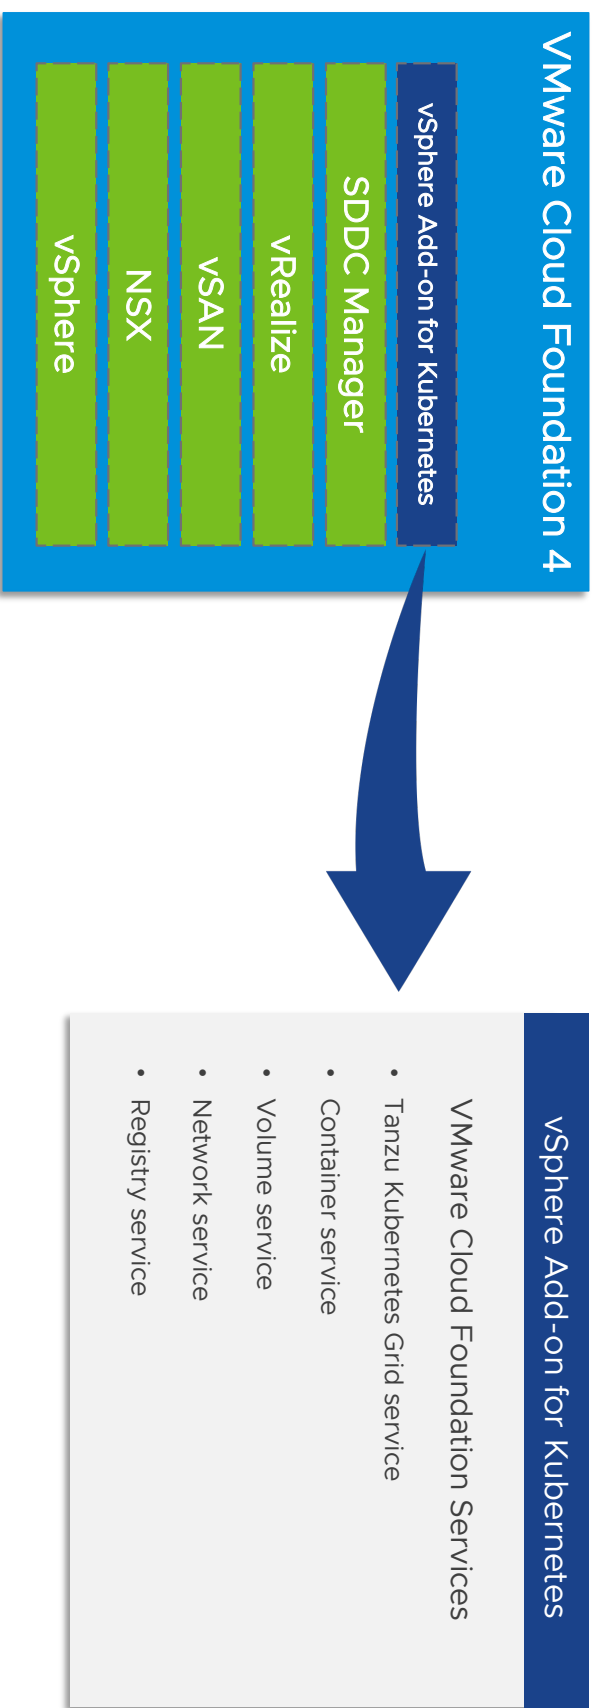 VMware Cloud Foundation 4
vSphere Add-on for Kubernetes
SDDC Manager
vRealize
vSAN
NSX
vSphere
vSphere Add-on for Kubernetes
VMware Cloud Foundation Services
• Tanzu Kubernetes Grid service
• Container service
• Volume service
• Network service
• Registry service